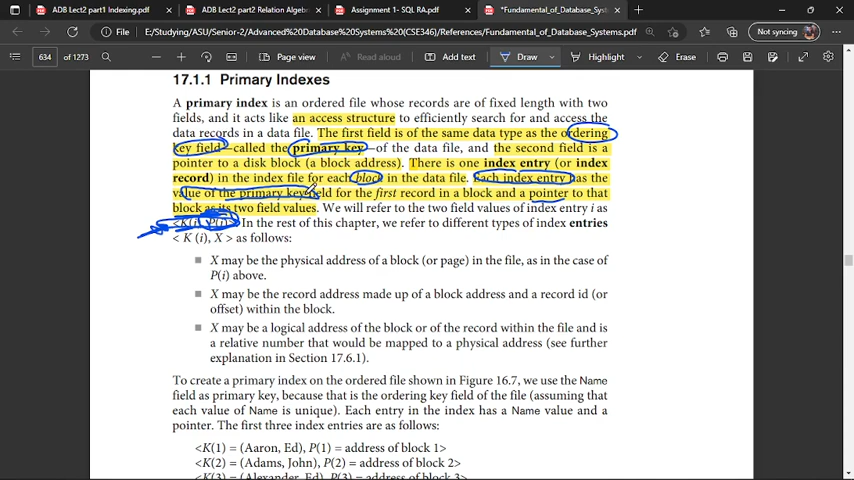 ADB Lect2 part1 Indexing.pdf
ADB Lect2 part2 Relation Algebra
Assignment 1- SQL RA.pdf
*Fundamental_of_Database_Sys
File
E:/Studying/ASU/Senior-2/Advanced%20Database%20Systems%20(CSE346)/References/Fundamental_of_Database_Systems.pdf
Not syncing
634 of 1273
Page view
Read aloud
Add text
Draw
Highlight
Erase
17.1.1 Primary Indexes
A primary index is an ordered file whose records are of fixed length with two
fields, and it acts like an access structure to efficiently search for and access the
data records in a data file. The first field is of the same data type as the ordering
key field—called the primary key—of the data file, and the second field is a
pointer to a disk block (a block address). There is one index entry (or index
record) in the index file for each block in the data file. Each index entry has the
value of the primary key field for the first record in a block and a pointer to that
block as its two field values. We will refer to the two field values of index entry i as
<K(i), P(i)>. In the rest of this chapter, we refer to different types of index entries
< K (i), X > as follows:
■ X may be the physical address of a block (or page) in the file, as in the case of
P(i) above.
■ X may be the record address made up of a block address and a record id (or
offset) within the block.
■ X may be a logical address of the block or of the record within the file and is
a relative number that would be mapped to a physical address (see further
explanation in Section 17.6.1).
To create a primary index on the ordered file shown in Figure 16.7, we use the Name
field as primary key, because that is the ordering key field of the file (assuming that
each value of Name is unique). Each entry in the index has a Name value and a
pointer. The first three index entries are as follows:
<K(1) = (Aaron, Ed), P(1) = address of block 1>
<K(2) = (Adams, John), P(2) = address of block 2>
<K(3) = (Alexander, Ed), P(3) = address of block 3>